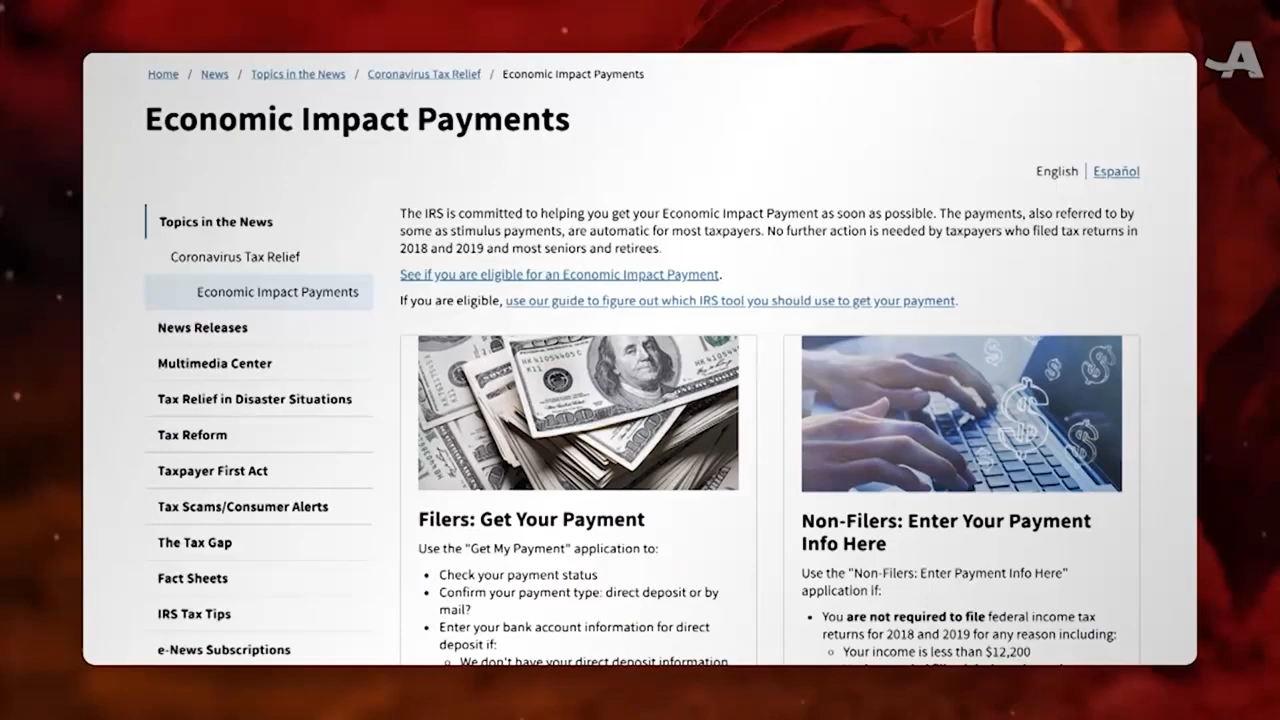 Home / News / Topics in the News / Coronavirus Tax Relief / Economic Impact Payments
Economic Impact Payments
English | Español
Topics in the News
Coronavirus Tax Relief
Economic Impact Payments
News Releases
Multimedia Center
Tax Relief in Disaster Situations
Tax Reform
Taxpayer First Act
Tax Scams/Consumer Alerts
The Tax Gap
Fact Sheets
IRS Tax Tips
e-News Subscriptions
The IRS is committed to helping you get your Economic Impact Payment as soon as possible. The payments, also referred to by
some as stimulus payments, are automatic for most taxpayers. No further action is needed by taxpayers who filed tax returns in
2018 and 2019 and most seniors and retirees.
See if you are eligible for an Economic Impact Payment.
If you are eligible, use our guide to figure out which IRS tool you should use to get your payment.
Filers: Get Your Payment
Use the "Get My Payment" application to:
• Check your payment status
• Confirm your payment type: direct deposit or by
mail?
• Enter your bank account information for direct
deposit if:
We don't have your direct deposit information
Non-Filers: Enter Your Payment
Info Here
Use the "Non-Filers: Enter Payment Info Here"
application if:
• You are not required to file federal income tax
returns for 2018 and 2019 for any reason including:
Your income is less than $12,200
A